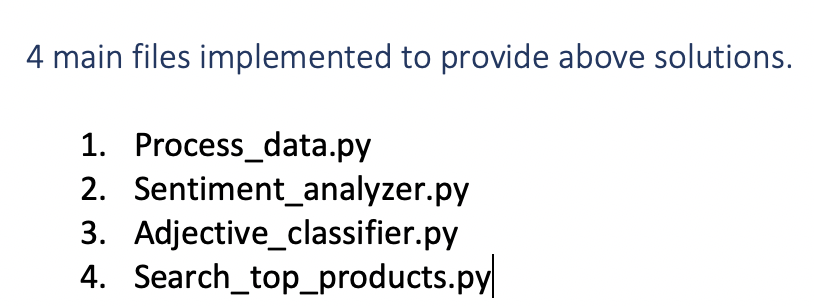 4 main files implemented to provide above solutions.
1. Process_data.py
2. Sentiment_analyzer.py
3. Adjective_classifier.py
4. Search_top_products.py